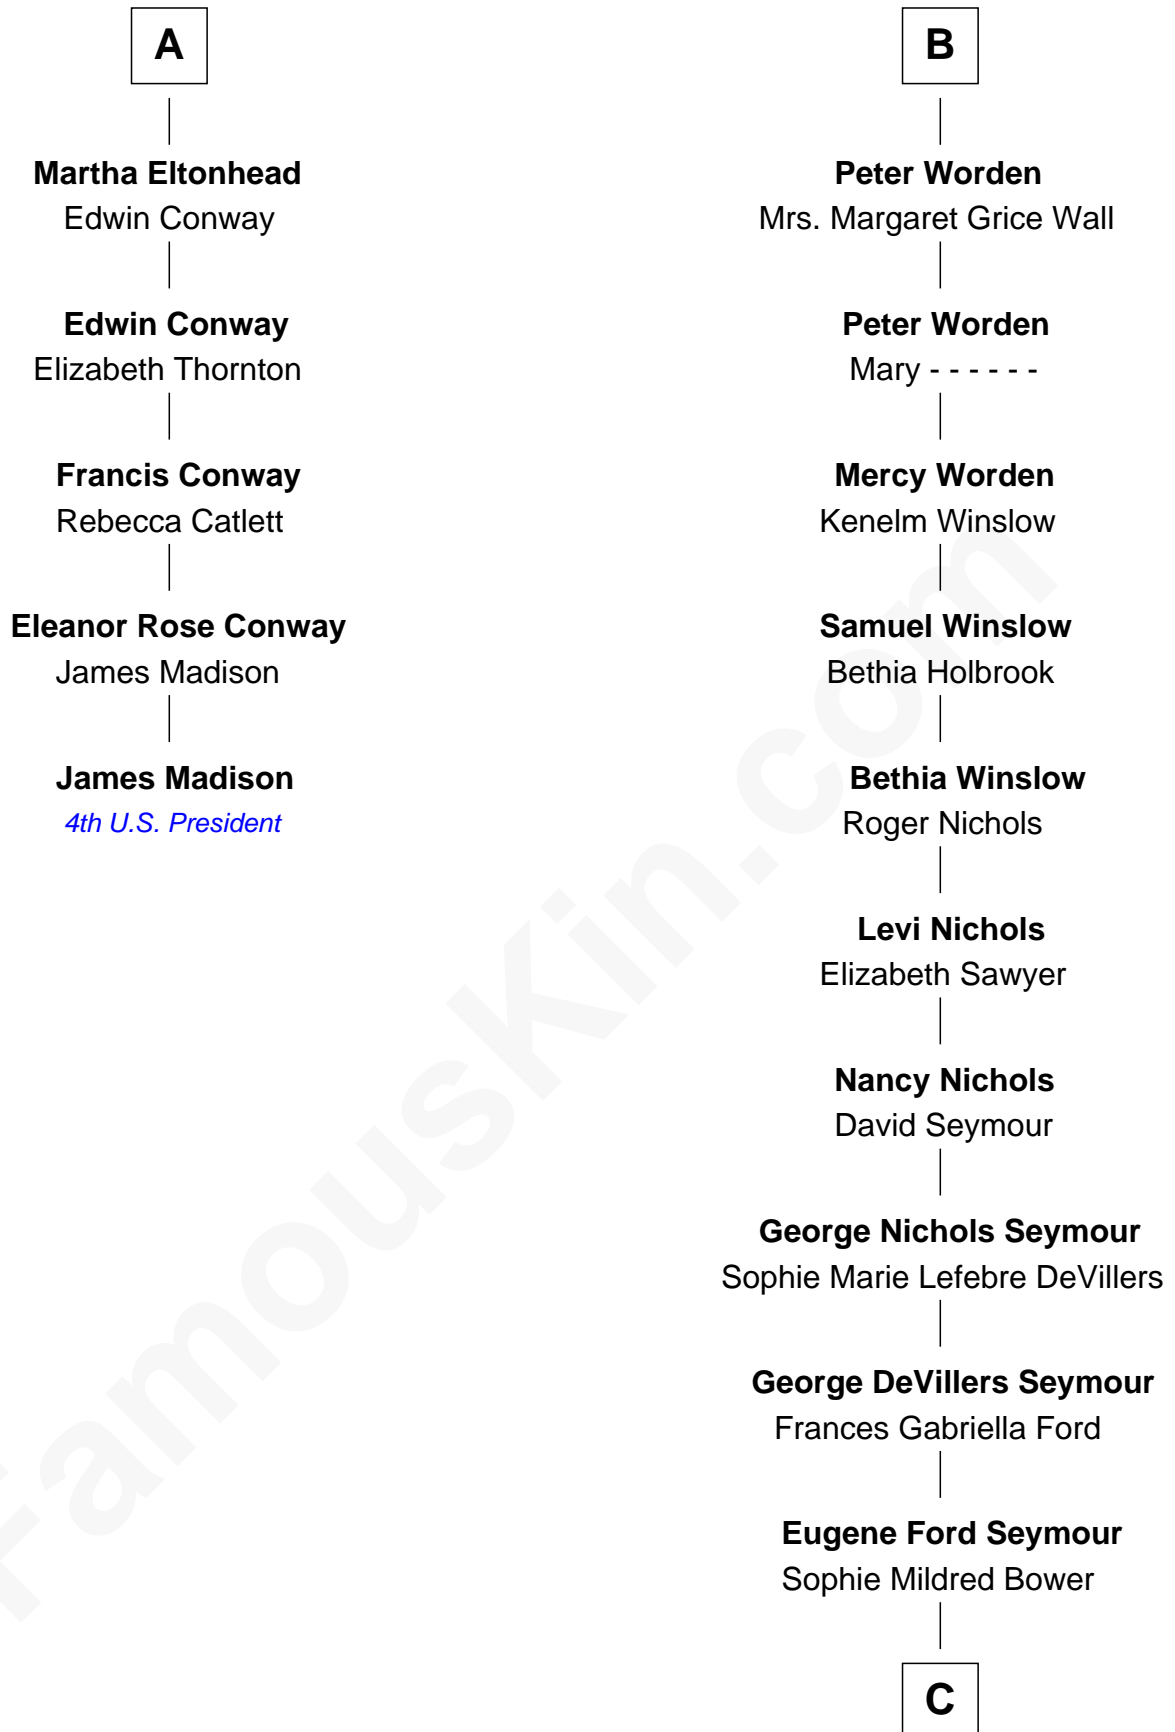 A
Martha Eltonhead
Edwin Conway
Edwin Conway
Elizabeth Thornton
Francis Conway
Rebecca Catlett
Eleanor Rose Conway
James Madison
James Madison
4th U.S. President
B
Peter Worden
Mrs. Margaret Grice Wall
Peter Worden
Mary - - - - - -
Mercy Worden
Kenelm Winslow
Samuel Winslow
Bethia Holbrook
Bethia Winslow
Roger Nichols
Levi Nichols
Elizabeth Sawyer
Nancy Nichols
David Seymour
George Nichols Seymour
Sophie Marie Lefebre DeVillers
George DeVillers Seymour
Frances Gabriella Ford
Eugene Ford Seymour
Sophie Mildred Bower
C
FamousKin.com